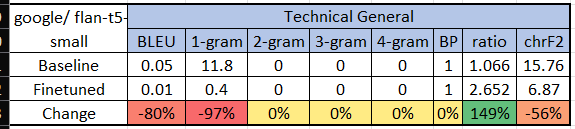 google/ flan-t5-small Technical General
BLEU 1-gram 2-gram 3-gram 4-gram BP ratio chrF2
Baseline 0.05 11.8 0 0 0 1 1.066 15.76
Finetuned 0.01 0.4 0 0 0 1 2.652 6.87
Change -80% -97% 0% 0% 0% 0% 149% -56%